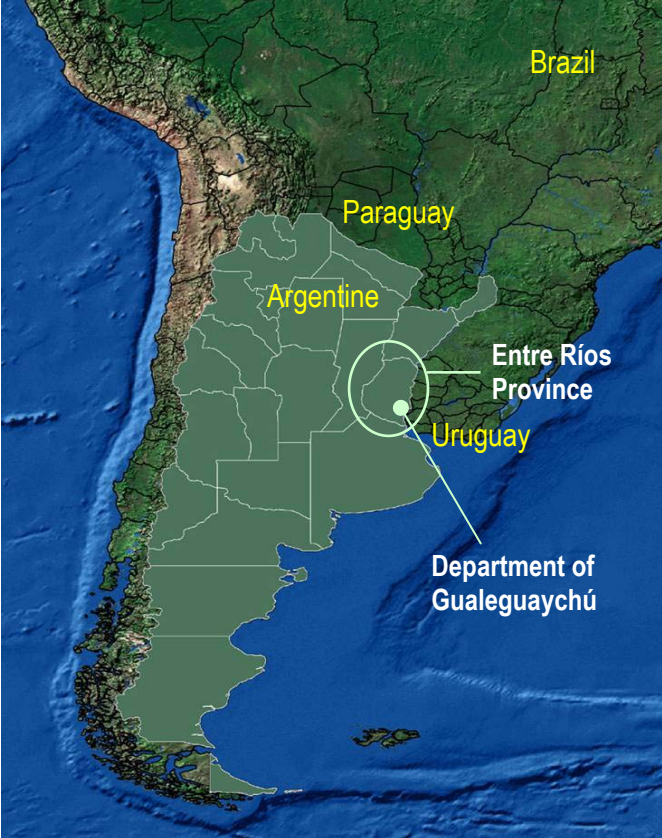 Brazil
Paraguay
Argentine
Entre Ríos
Province
Uruguay
Department of
Gualeguaychú